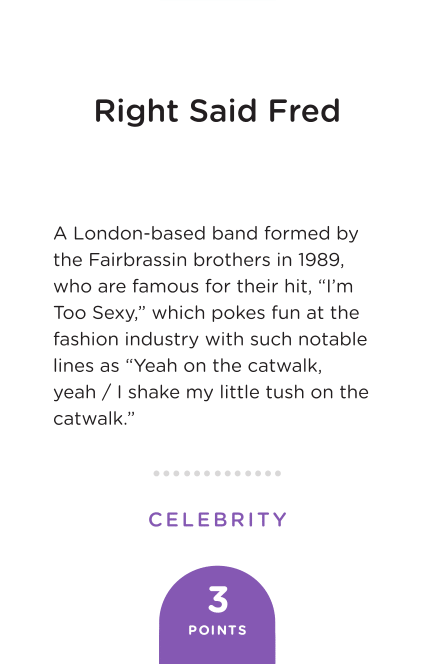 Right Said Fred
A London-based band formed by
the Fairbrassin brothers in 1989,
who are famous for their hit, “I’m
Too Sexy,” which pokes fun at the
fashion industry with such notable
lines as “Yeah on the catwalk,
yeah / I shake my little tush on the
catwalk.”
CELEBRITY
3
POINTS